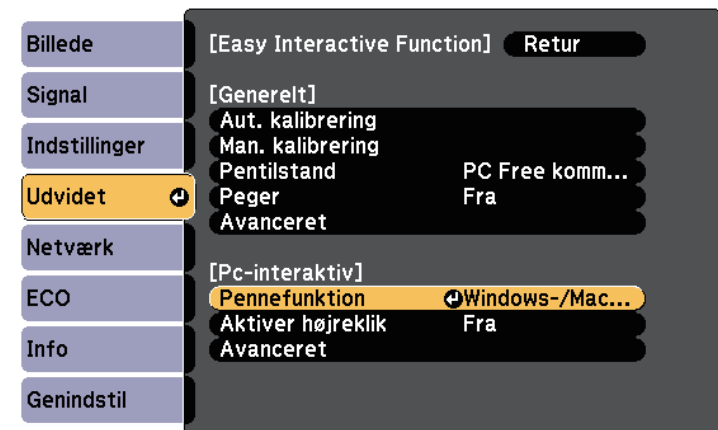 Billede
Signal
Indstillinger
Udvidet
Netværk
ECO
Info
Genindstil
[Easy Interactive Function] Retur
[Generelt]
Aut. kalibrering
Man. kalibrering
Pentilstand PC Free komm...
Peger Fra
Avanceret
[Pc-interaktiv]
Pennefunktion Windows-/Mac...
Aktiver højreklik Fra
Avanceret